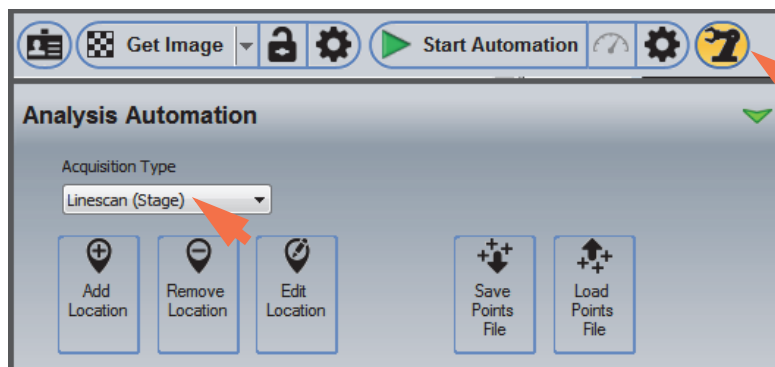 Get Image
Start Automation
Analysis Automation
Acquisition Type
Linescan (Stage)
Add
Location
Remove
Location
Edit
Location
Save
Points
File
Load
Points
File